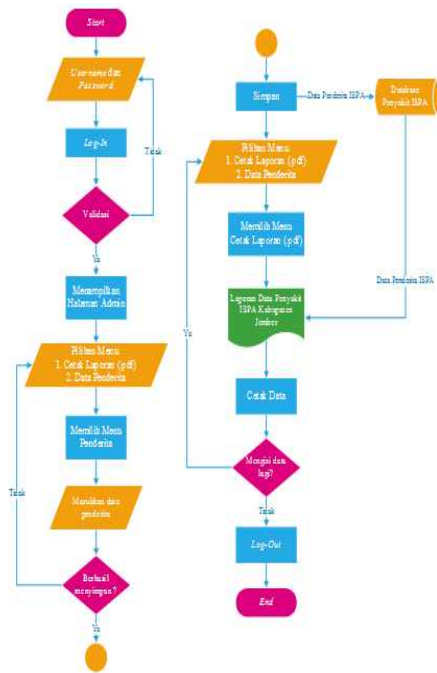 Start
Username dan
Password
Log-In
Tidak
Validasi
Ya
Menampilkan
Halaman Admin
Pilihan Menu:
1. Cetak Laporan (.pdf)
2. Data Penderita
Memilih Menu
Penderita
Masukkan data
penderita
Tidak
Berhasil
menyimpan?
Ya
Simpan
Data Penderita ISPA
Database
Penyakit ISPA
Pilihan Menu:
1. Cetak Laporan (.pdf)
2. Data Penderita
Memilih Menu
Cetak Laporan (.pdf)
Data Penderita ISPA
Laporan Data Penyakit
ISPA Kabupaten
Jember
Ya
Cetak Data
Mengisi data
lagi?
Tidak
Log-Out
End